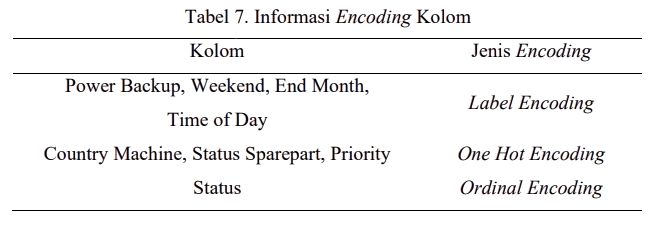 Tabel 7. Informasi Encoding Kolom
Kolom Jenis Encoding
Power Backup, Weekend, End Month,
Time of Day
Label Encoding
Country Machine, Status Sparepart, Priority One Hot Encoding
Status Ordinal Encoding